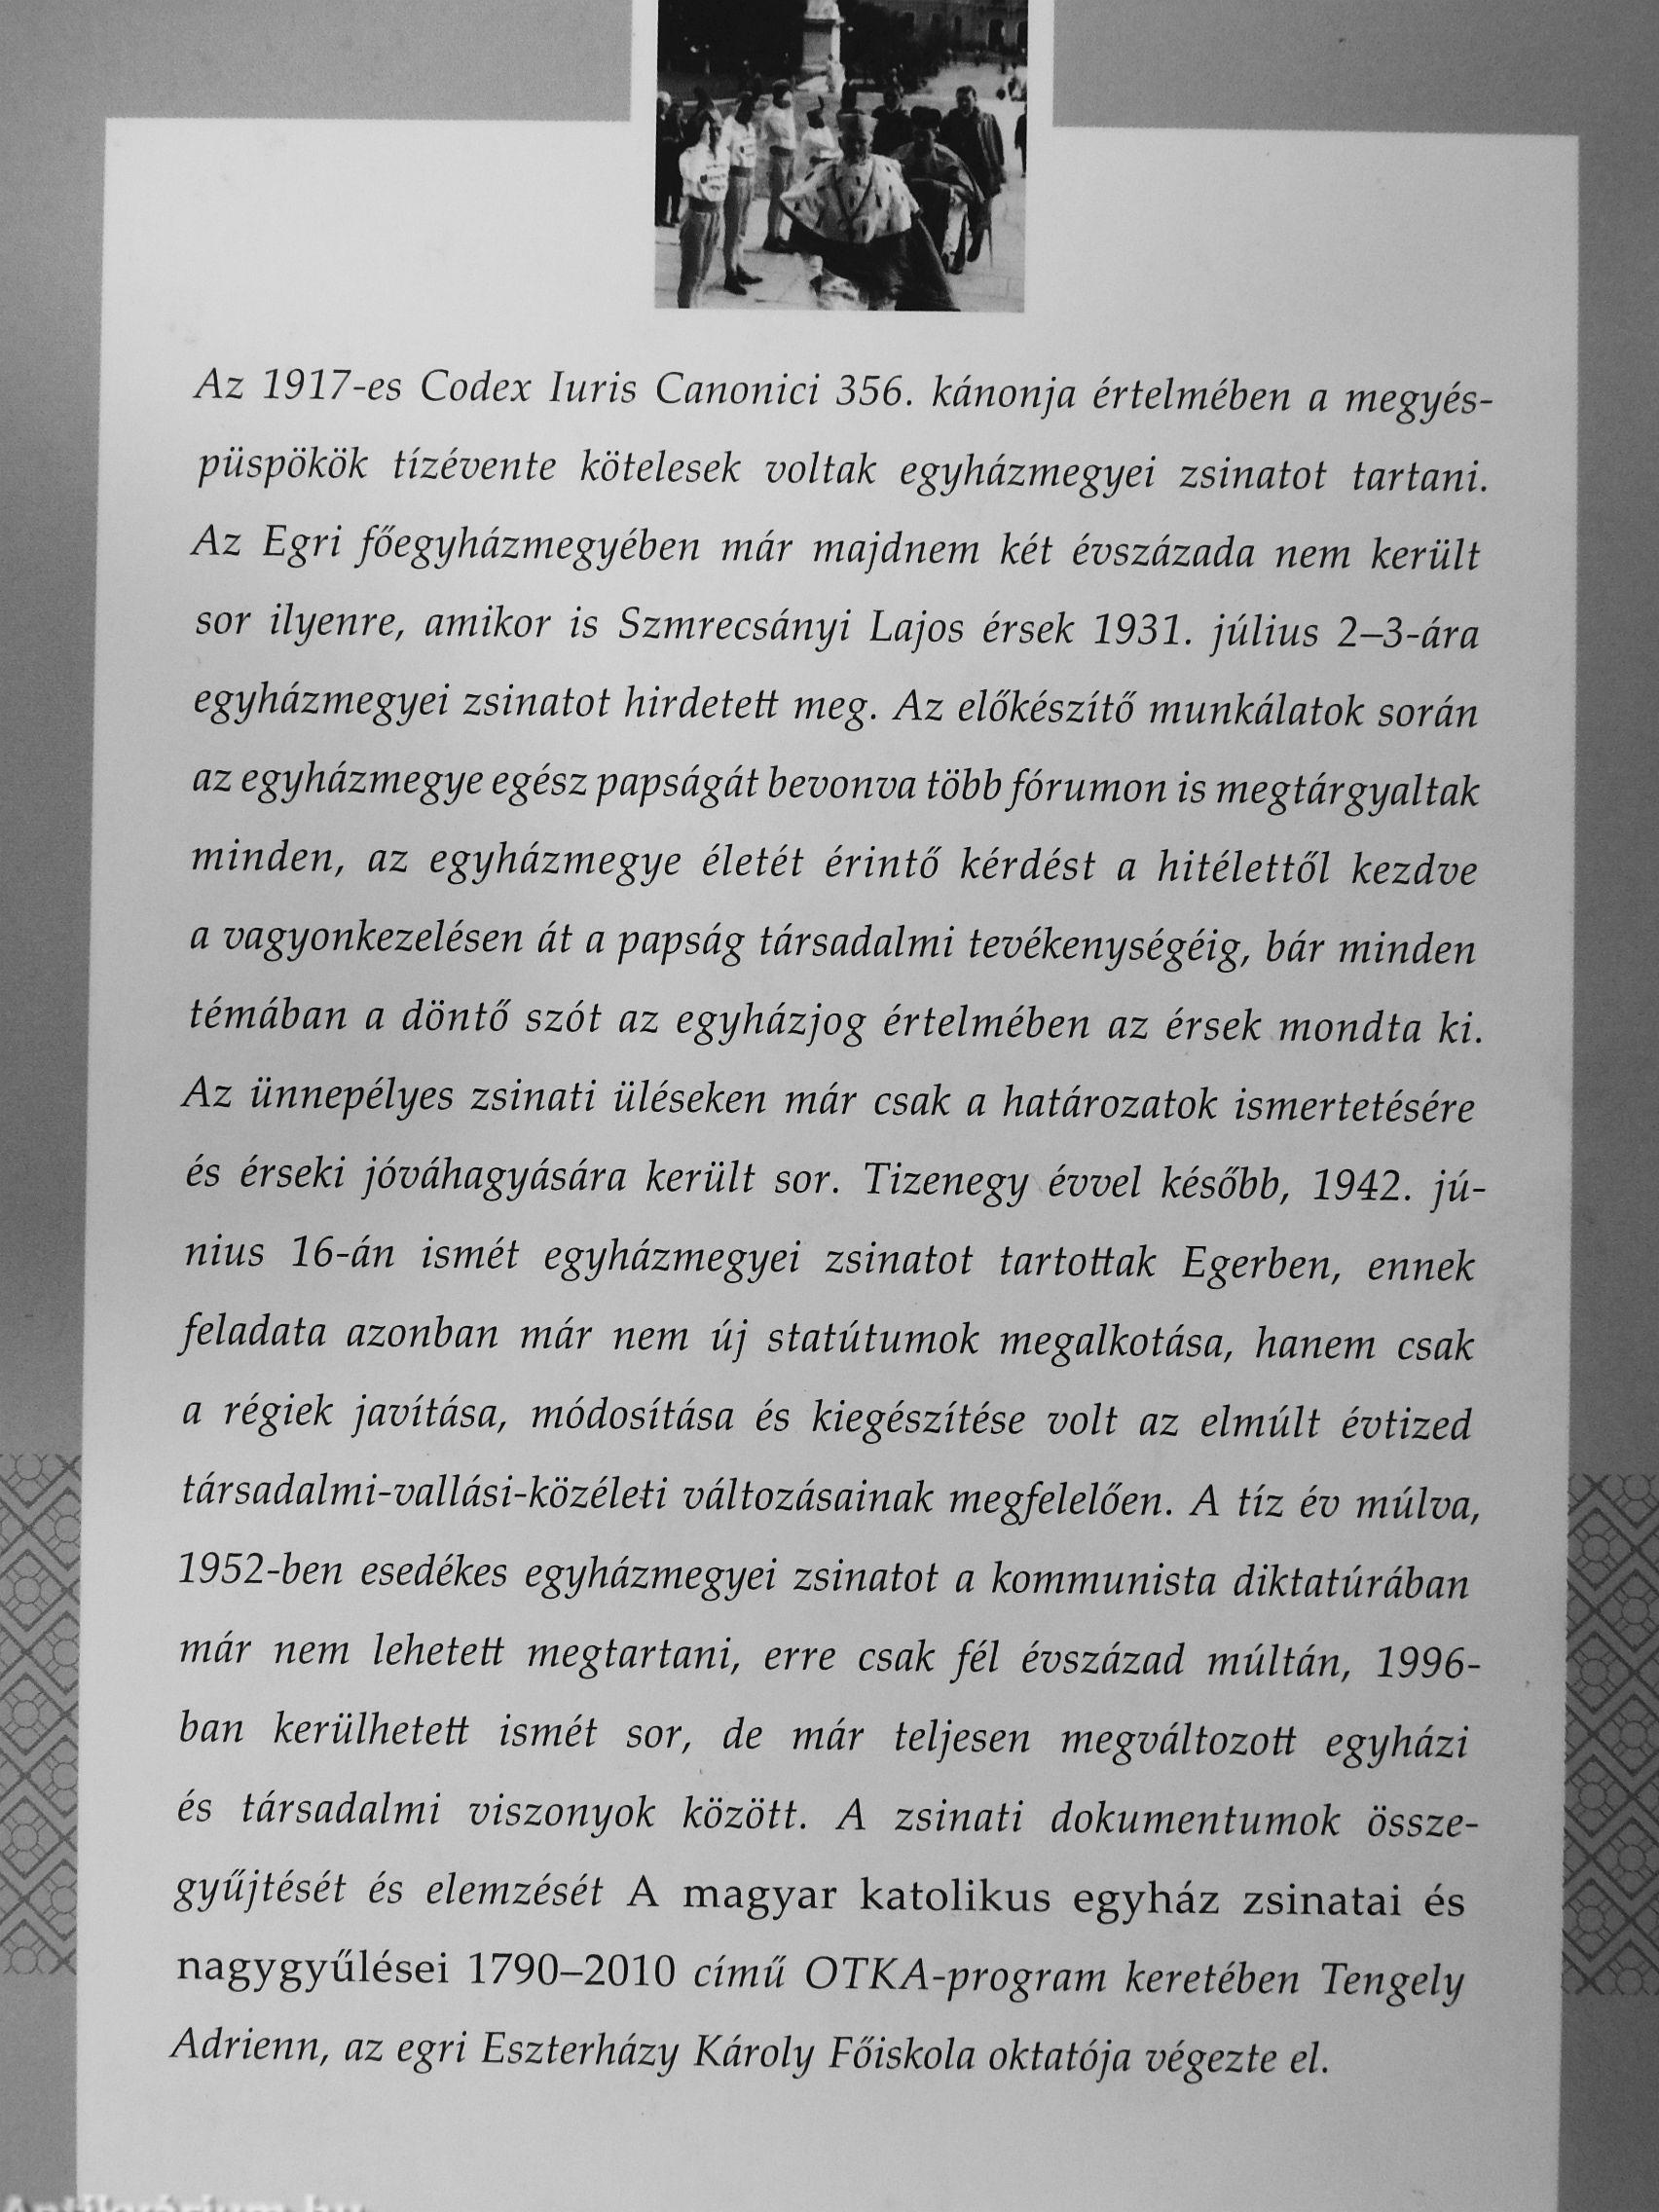 Az 1917-es Codex Iuris Canonici 356. kánonja értelmében a megyés-
püspökök tízévente kötelesek voltak egyházmegyei zsinatot tartani.
Az Egri főegyházmegyében már majdnem két évszázada nem került
sor ilyenre, amikor is Szmrecsányi Lajos érsek 1931. július 2–3-ára
egyházmegyei zsinatot hirdetett meg. Az előkészítő munkálatok során
az egyházmegye egész papságát bevonva több fórumon is megtárgyaltak
minden, az egyházmegye életét érintő kérdést a hitélettől kezdve
a vagyonkezelésen át a papság társadalmi tevékenységéig, bár minden
témában a döntő szót az egyházjog értelmében az érsek mondta ki.
Az ünnepélyes zsinati üléseken már csak a határozatok ismertetésére
és érseki jóváhagyására került sor. Tizenegy évvel később, 1942. jú-
nius 16-án ismét egyházmegyei zsinatot tartottak Egerben, ennek
feladata azonban már nem új statútumok megalkotása, hanem csak
a régiek javítása, módosítása és kiegészítése volt az elmúlt évtized
társadalmi-vallási-közéleti változásainak megfelelően. A tíz év múlva,
1952-ben esedékes egyházmegyei zsinatot a kommunista diktatúrában
már nem lehetett megtartani, erre csak fél évszázad múltán, 1996-
ban kerülhetett ismét sor, de már teljesen megváltozott egyházi
és társadalmi viszonyok között. A zsinati dokumentumok össze-
gyűjtését és elemzését A magyar katolikus egyház zsinatai és
nagygyűlései 1790–2010 című OTKA-program keretében Tengely
Adrienn, az egri Eszterházy Károly Főiskola oktatója végezte el.